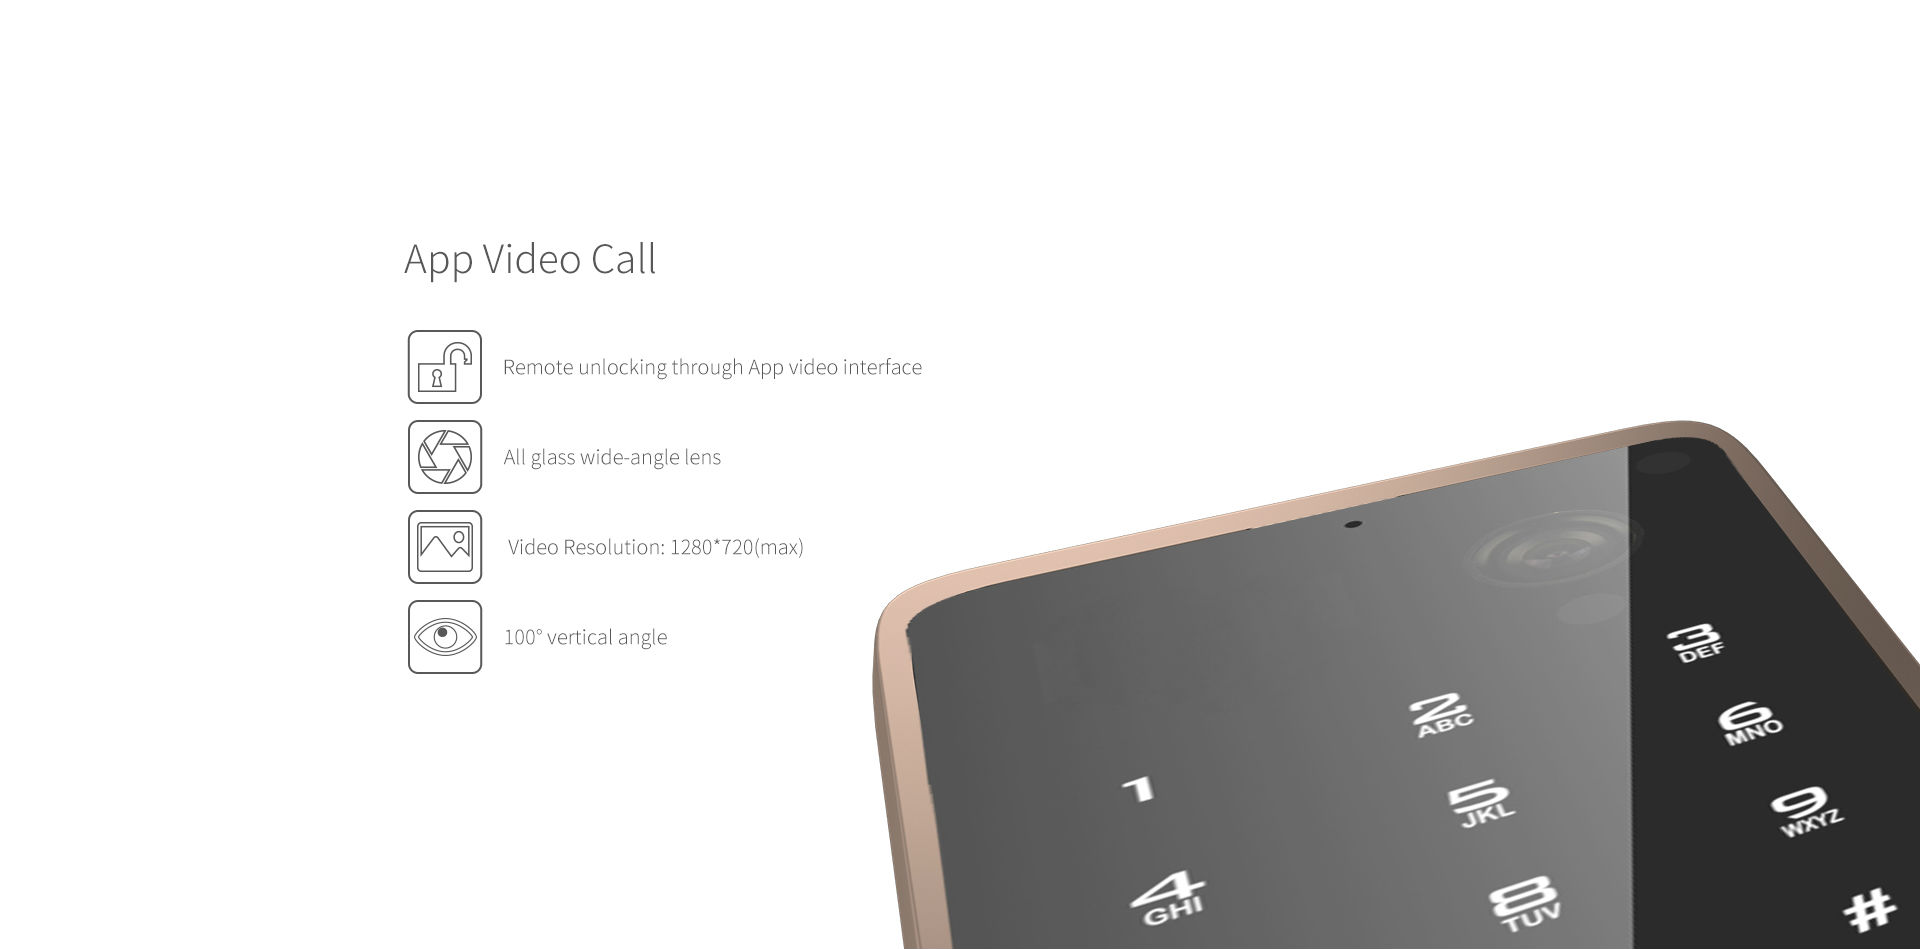 App Video Call
Remote unlocking through App video interface
All glass wide-angle lens
Video Resolution: 1280*720(max)
100° vertical angle
1
2
ABC
3
DEF
4
GHI
5
JKL
6
MNO
8
TUV
9
WXYZ
#